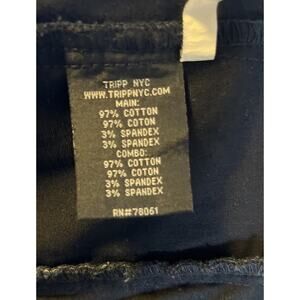 TRIPP NYC
WWW.TRIPPNYC.COM
MAIN:
97% COTTON
97% COTON
3% SPANDEX
3% SPANDEX
COMBO:
97% COTTON
97% COTON
3% SPANDEX
3% SPANDEX
RN#78061